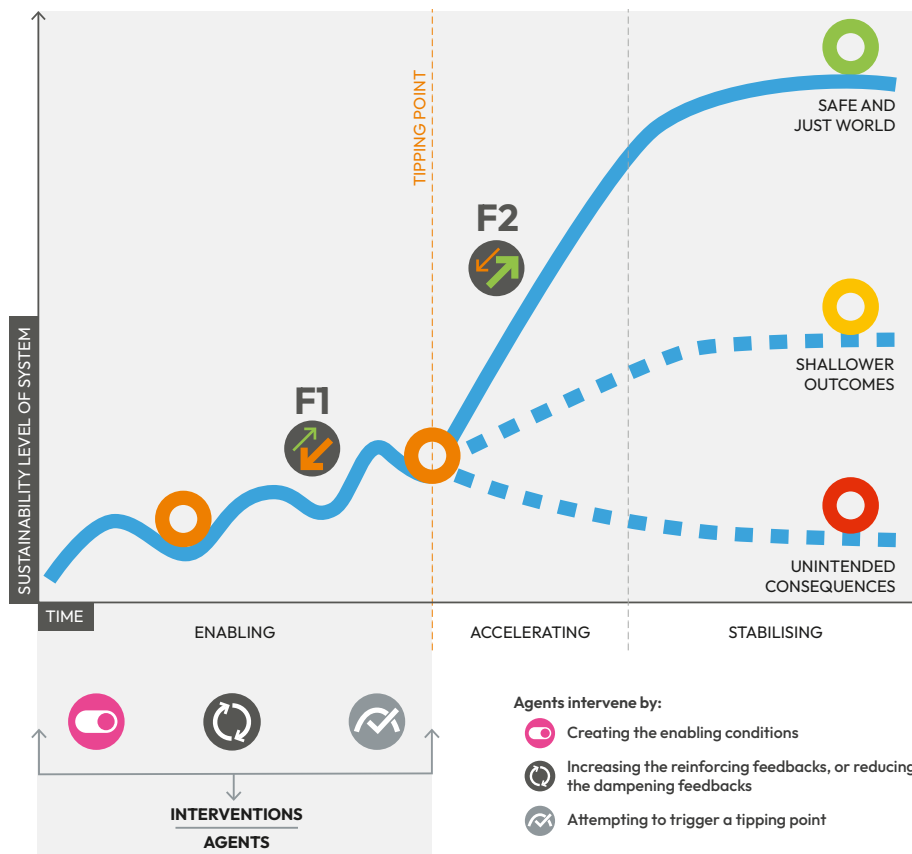 TIPPING POINT
SAFE AND
JUST WORLD
F2
SHALLOWER
OUTCOMES
F1
UNINTENDED
CONSEQUENCES
SUSTAINABILITY LEVEL OF SYSTEM
TIME
ENABLING
ACCELERATING
STABILISING
Agents intervene by:
Creating the enabling conditions
Increasing the reinforcing feedbacks, or reducing
the dampening feedbacks
Attempting to trigger a tipping point
INTERVENTIONS
AGENTS